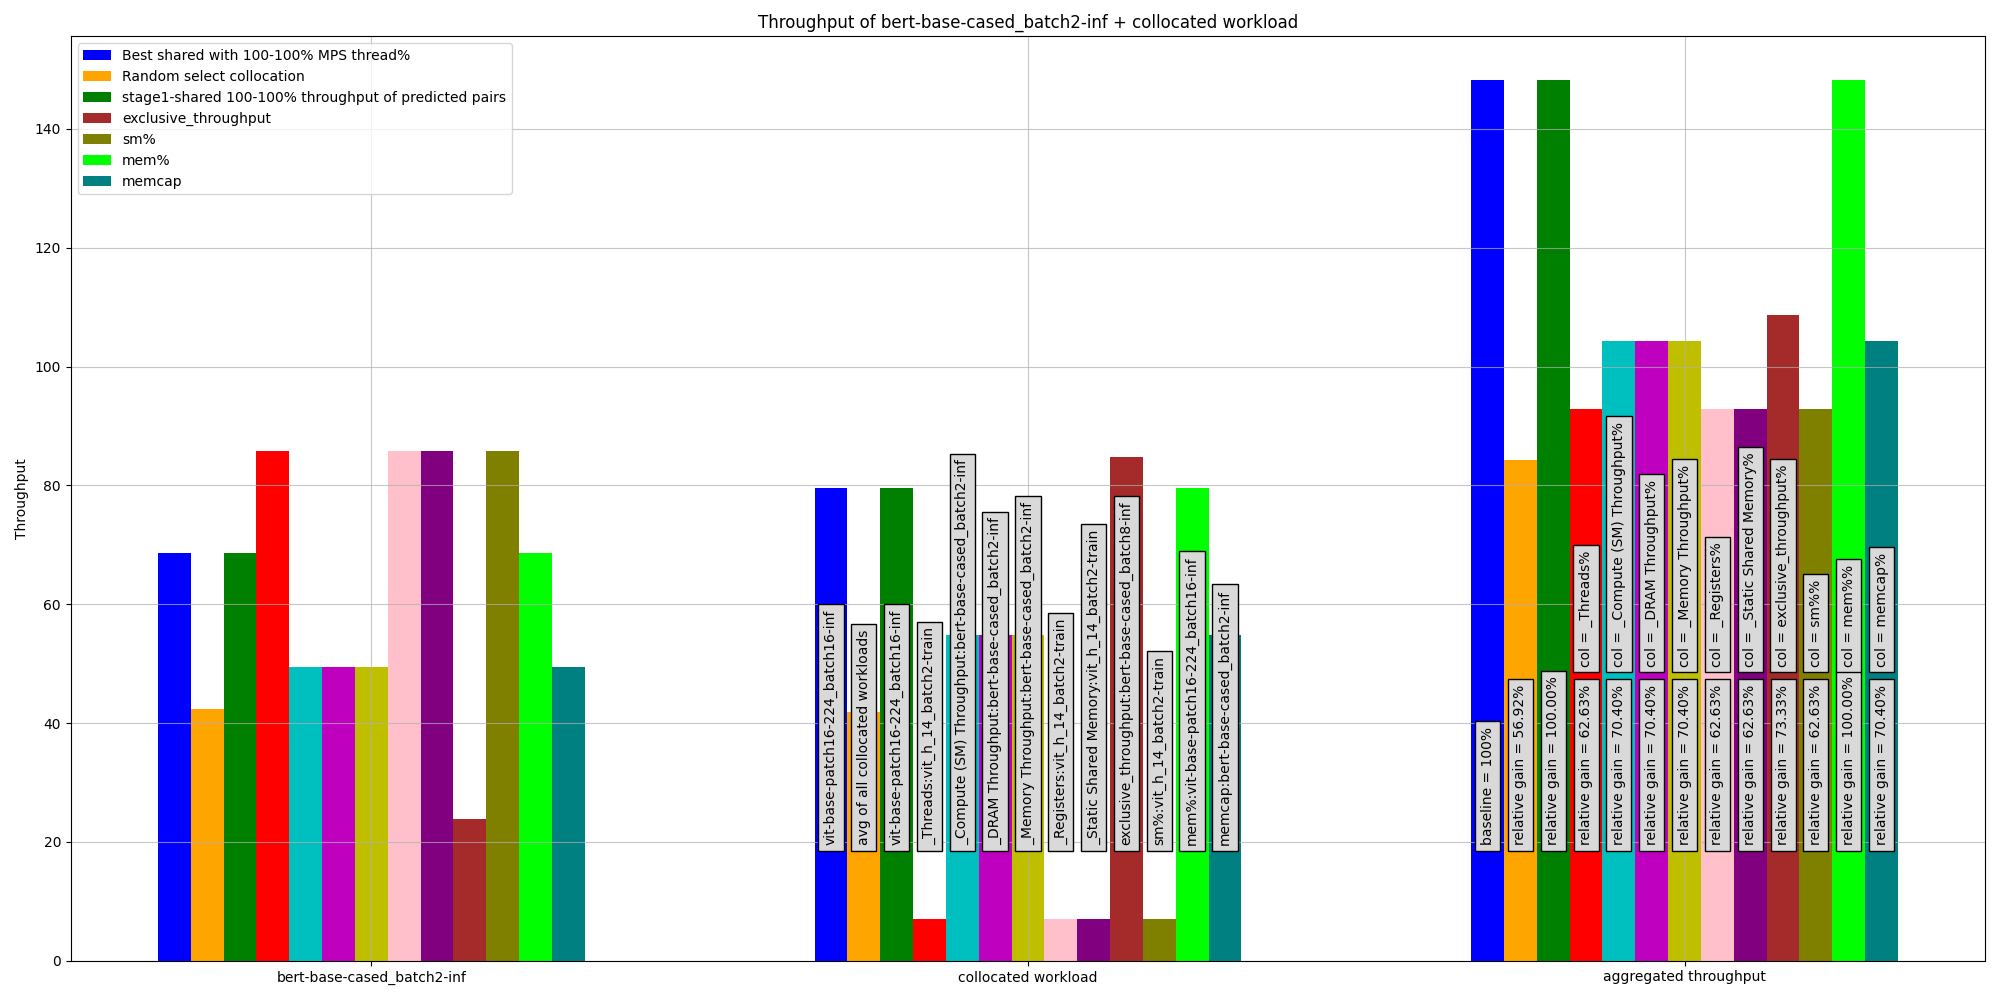 Throughput of bert-base-cased_batch2-inf + collocated workload
Best shared with 100-100% MPS thread%
Random select collocation
stage1-shared 100-100% throughput of predicted pairs
exclusive_throughput
sm%
mem%
memcap
Throughput
140
120
100
80
60
40
20
0
vit-base-patch16-224_batch16-inf
avg of all collocated workloads
vit-base-patch16-224_batch16-inf
_Threads:vit_h_14_batch2-train
_Compute (SM) Throughput:bert-base-cased_batch2-inf
_DRAM Throughput:bert-base-cased_batch2-inf
_Memory Throughput:bert-base-cased_batch2-inf
_Registers:vit_h_14_batch2-train
_Static Shared Memory:vit_h_14_batch2-train
exclusive_throughput:bert-base-cased_batch8-inf
sm%:vit_h_14_batch2-train
mem%:vit-base-patch16-224_batch16-inf
memcap:bert-base-cased_batch2-inf
baseline = 100%
relative gain = 56.92%
relative gain = 100.00%
col = _Threads%
relative gain = 62.63%
col = _Compute (SM) Throughput%
relative gain = 70.40%
col = _DRAM Throughput%
relative gain = 70.40%
col = _Memory Throughput%
relative gain = 70.40%
col = _Registers%
relative gain = 62.63%
col = _Static Shared Memory%
relative gain = 62.63%
col = exclusive_throughput%
relative gain = 73.33%
col = sm%%
relative gain = 62.63%
col = mem%%
relative gain = 100.00%
col = memcap%
relative gain = 70.40%
bert-base-cased_batch2-inf
collocated workload
aggregated throughput